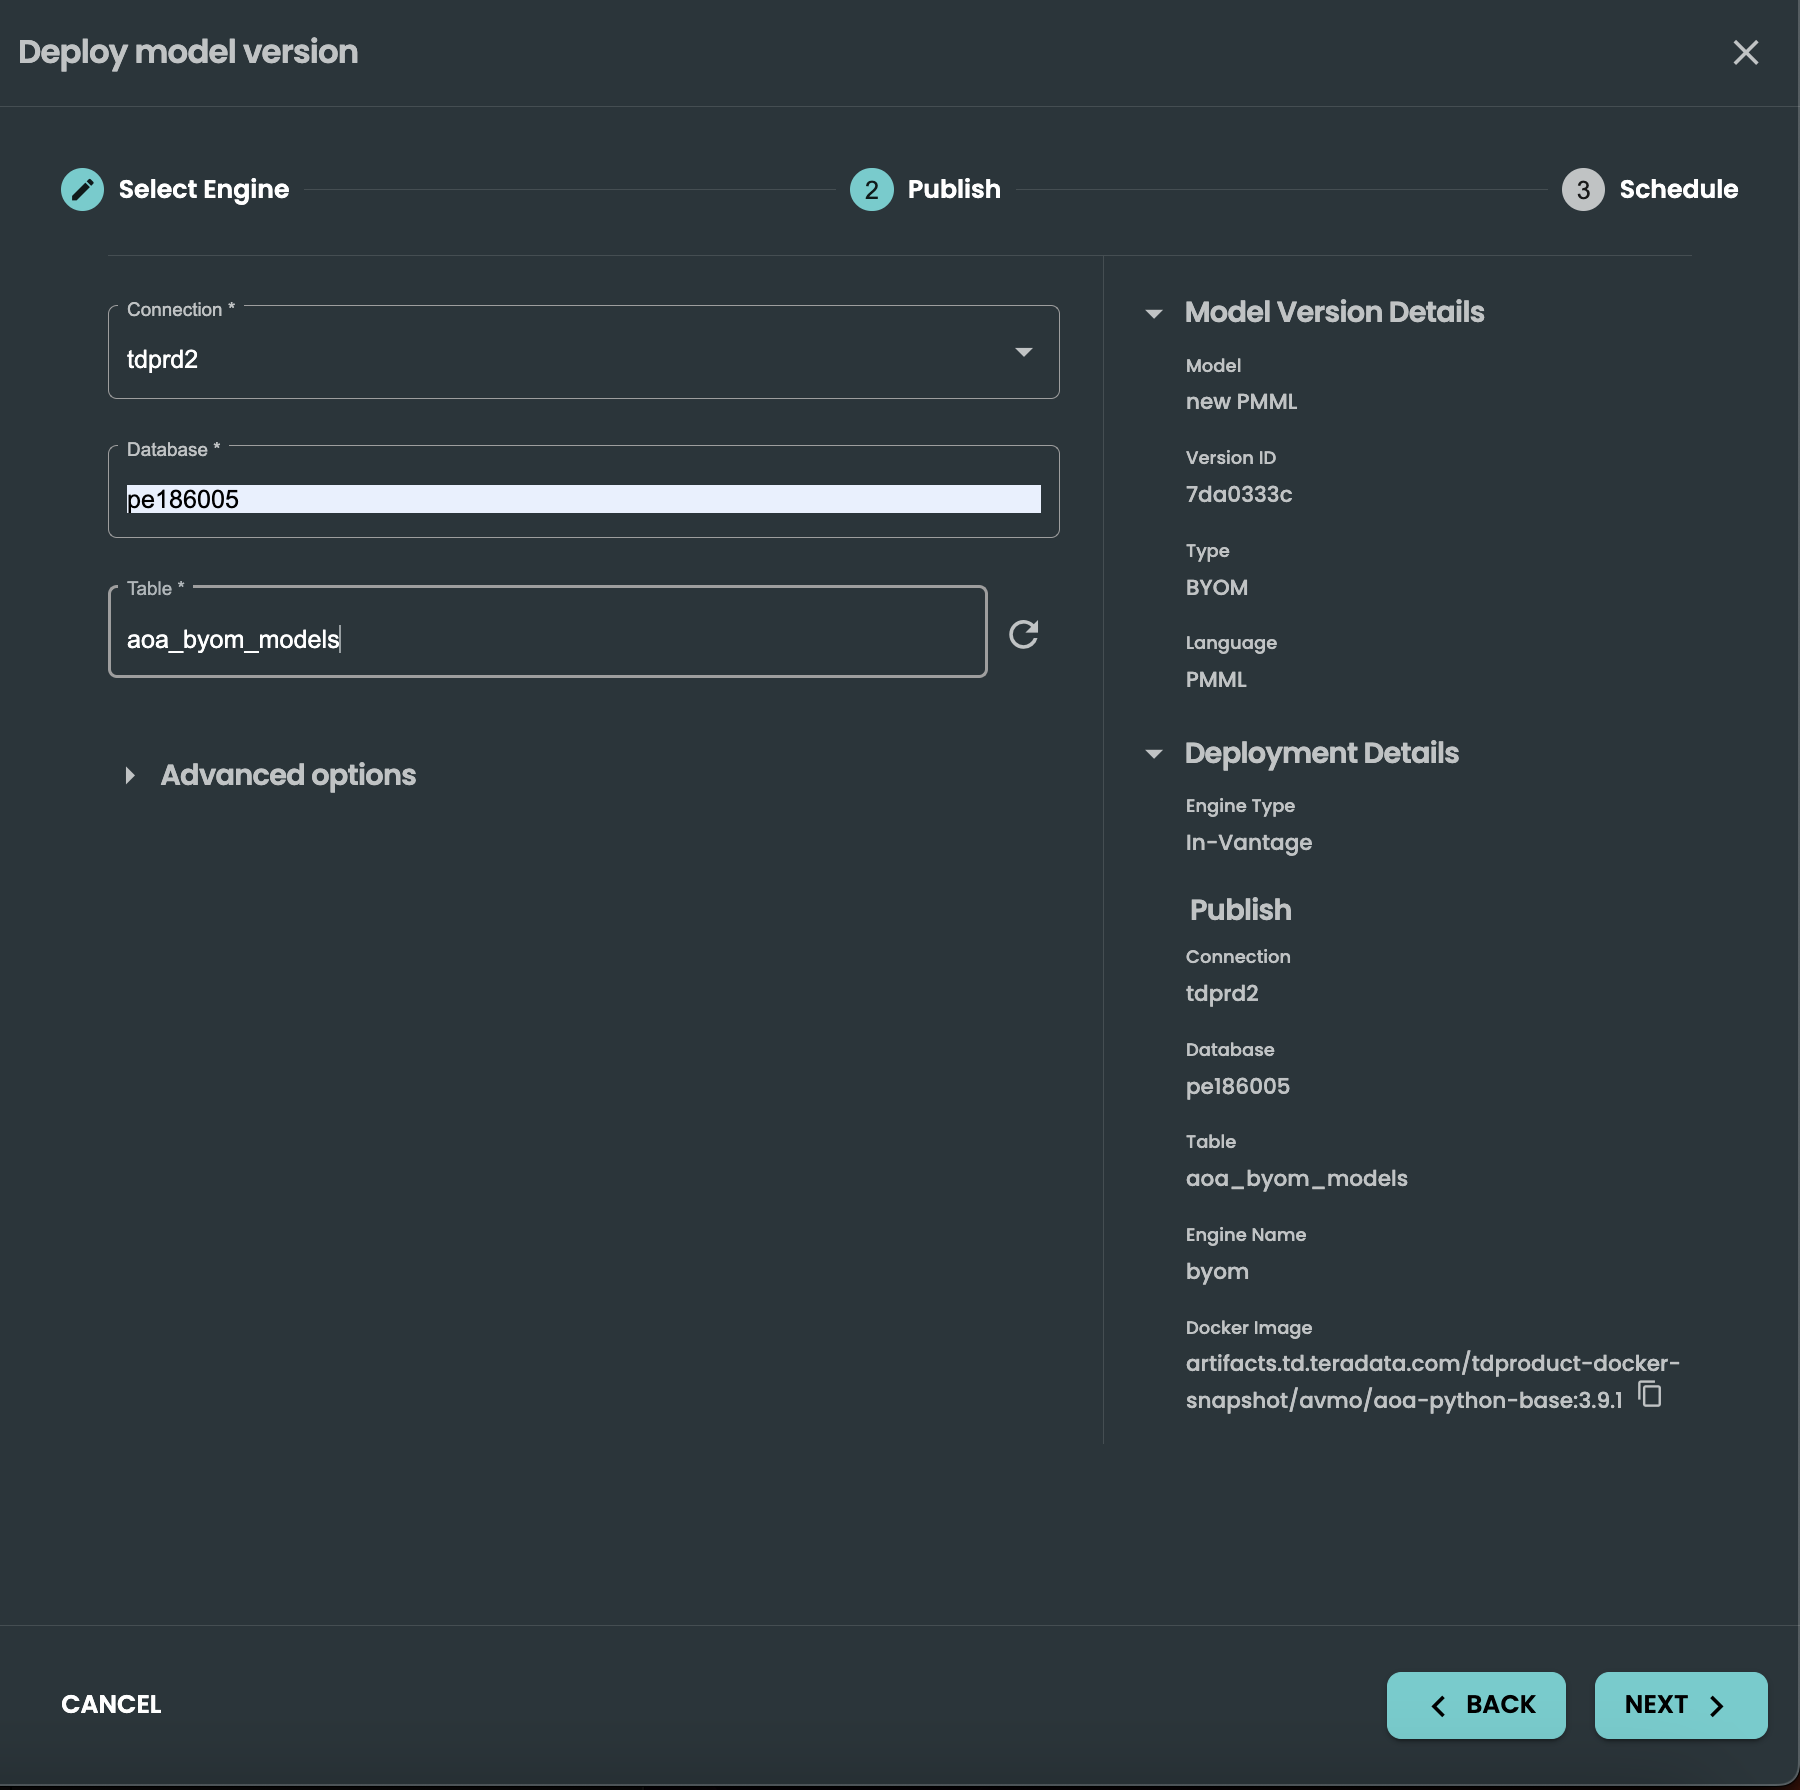 Deploy model version
Select Engine
2 Publish
3 Schedule
Connection *
tdprd2
Database *
pe186005
Table *
aoa_byom_models
Advanced options
Model Version Details
Model
new PMML
Version ID
7da0333c
Type
BYOM
Language
PMML
Deployment Details
Engine Type
In-Vantage
Publish
Connection
tdprd2
Database
pe186005
Table
aoa_byom_models
Engine Name
byom
Docker Image
artifacts.td.teradata.com/tdproduct-docker-
snapshot/avmo/aoa-python-base:3.9.1
CANCEL
BACK
NEXT